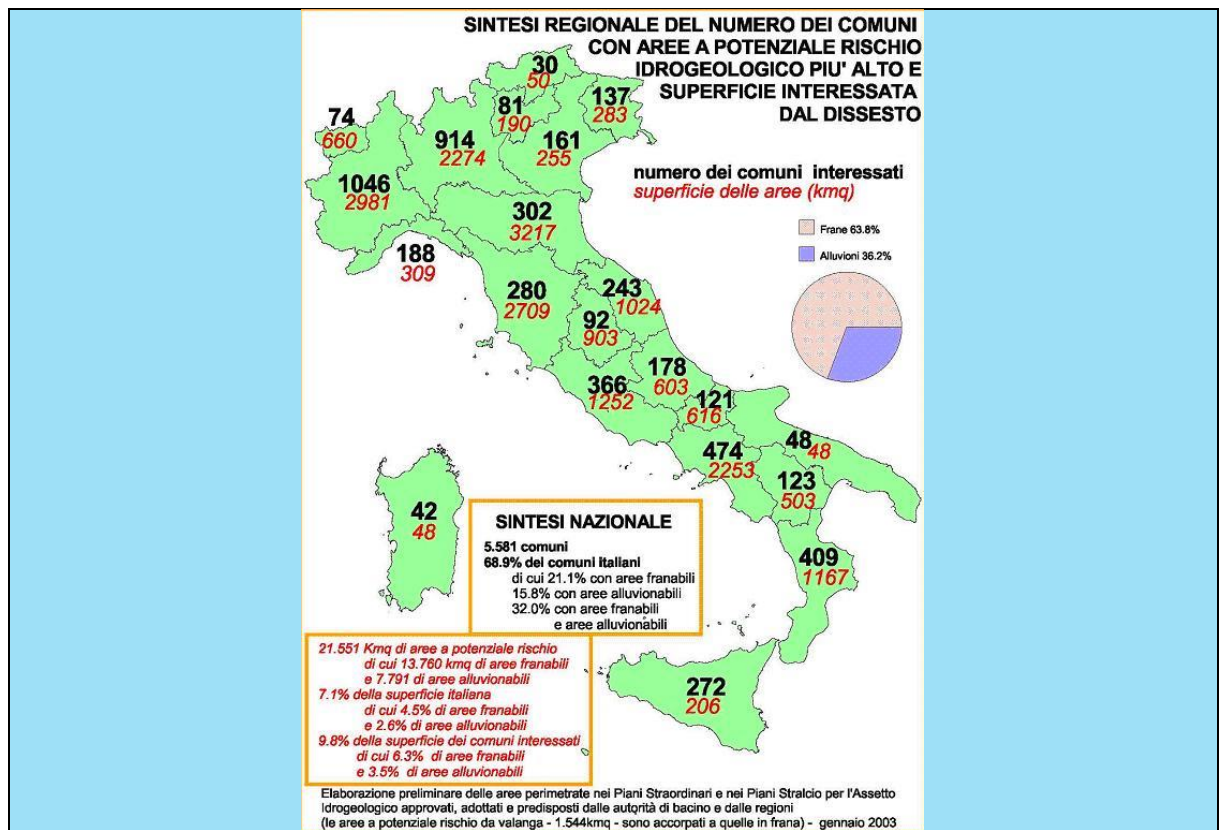 SINTESI REGIONALE DEL NUMERO DEI COMUNI
CON AREE A POTENZIALE RISCHIO
IDROGEOLOGICO PIU' ALTO E
SUPERFICIE INTERESSATA
DAL DISSESTO
30
50
137
283
81
190
74
660
914
2274
161
255
numero dei comuni interessati
superficie delle aree (kmq)
1046
2981
302
3217
Frane 63.8%
Alluvioni 36.2%
188
309
280
2709
243
1024
92
903
178
603
366
1252
121
616
474
2253
48
48
123
503
42
48
409
1167
272
206
SINTESI NAZIONALE
5.581 comuni
68.9% dei comuni italiani
di cui 21.1% con aree franabili
15.8% con aree alluvionabili
32.0% con aree franabili
e aree alluvionabili
21.551 Kmq di aree a potenziale rischio
di cui 13.760 kmq di aree franabili
e 7.791 di aree alluvionabili
7.1% della superficie italiana
di cui 4.5% di aree franabili
e 2.6% di aree alluvionabili
9.8% della superficie dei comuni interessati
di cui 6.3% di aree franabili
e 3.5% di aree alluvionabili
Elaborazione preliminare delle aree perimetrate nei Piani Straordinari e nei Piani Stralcio per l'Assetto
Idrogeologico approvati, adottati e predisposti dalle autorità di bacino e dalle regioni
(le aree a potenziale rischio da valanga - 1.544kmq - sono accorpati a quelle in frana) - gennaio 2003